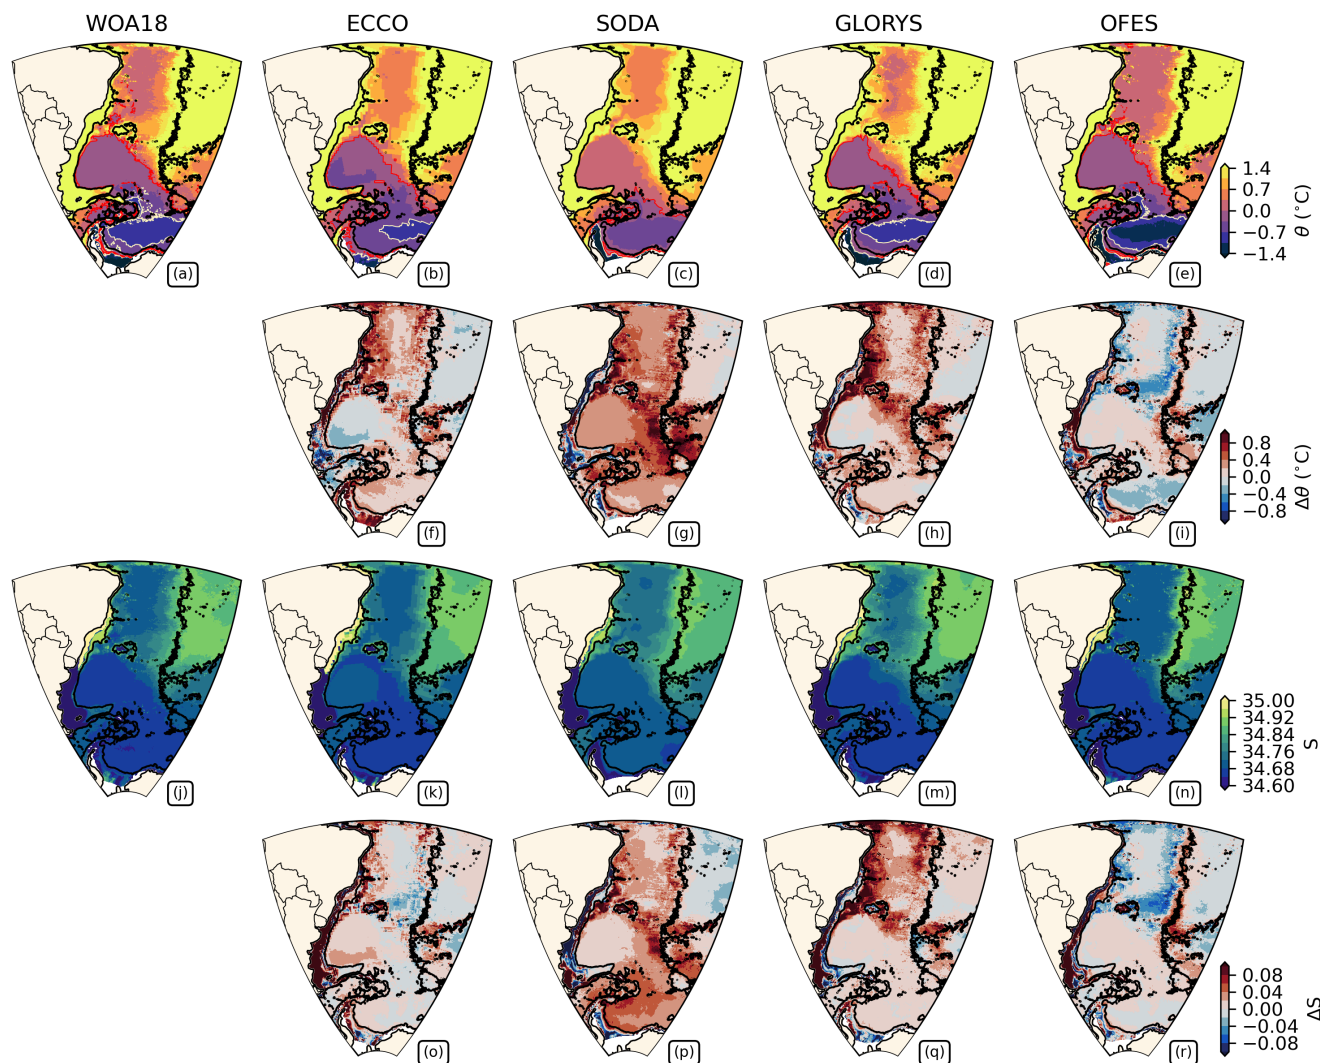 WOA18 ECCO SODA GLORYS OFES
1.4
0.7
0.0
−0.7
−1.4
θ (°C)
(a) (b) (c) (d) (e)
0.8
0.4
0.0
−0.4
−0.8
Δθ (°C)
(f) (g) (h) (i)
35.00
34.92
34.84
34.76
34.68
34.60
S
(j) (k) (l) (m) (n)
0.08
0.04
0.00
−0.04
−0.08
ΔS
(o) (p) (q) (r)